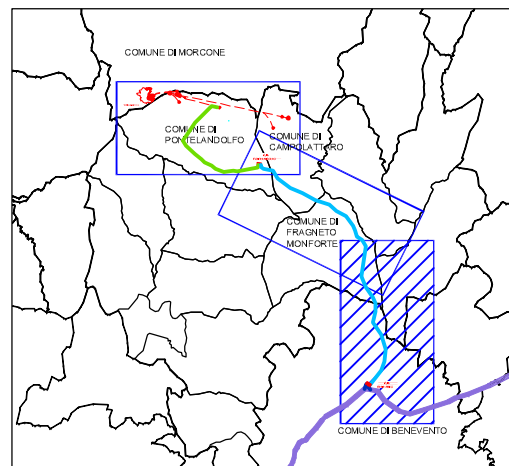 COMUNE DI MORCONE
COMUNE DI
PONTELANDOLFO
COMUNE DI
CAMPOLATTARO
COMUNE DI
FRAGNETO
MONFORTE
COMUNE DI BENEVENTO